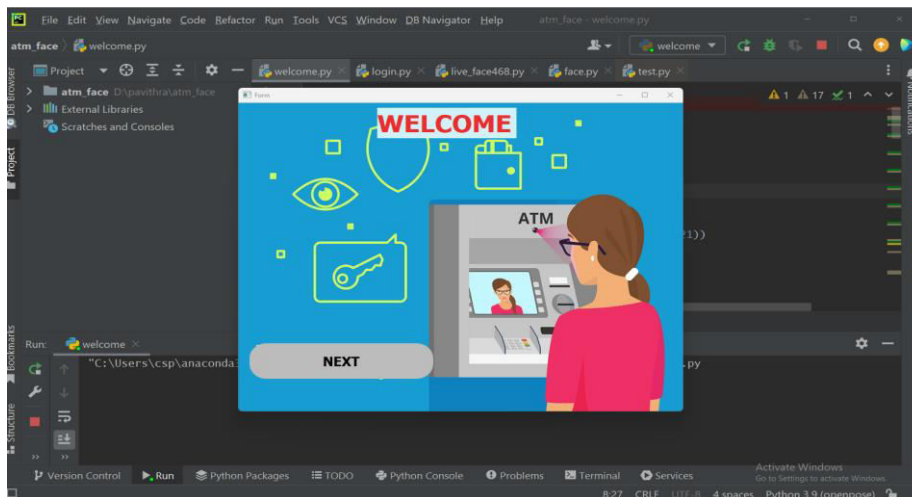 File Edit View Navigate Code Refactor Run Tools VCS Window DB Navigator Help atm_face - welcome.py
atm_face welcome.py welcome
Project welcome.py login.py live_face468.py face.py test.py
atm_face D:\pavithra\atm_face
External Libraries
Scratches and Consoles
Form
1 17 1
WELCOME
ATM
21))
NEXT
Run: welcome
"C:\Users\csp\anaconda3 .py
Version Control Run Python Packages TODO Python Console Problems Terminal Services
Activate Windows
Go to Settings to activate Windows.
8:27 CRLF UTF-8 4 spaces Python 3.9 (openpose)
DB Browser
Project
Bookmarks
Structure
Notifications